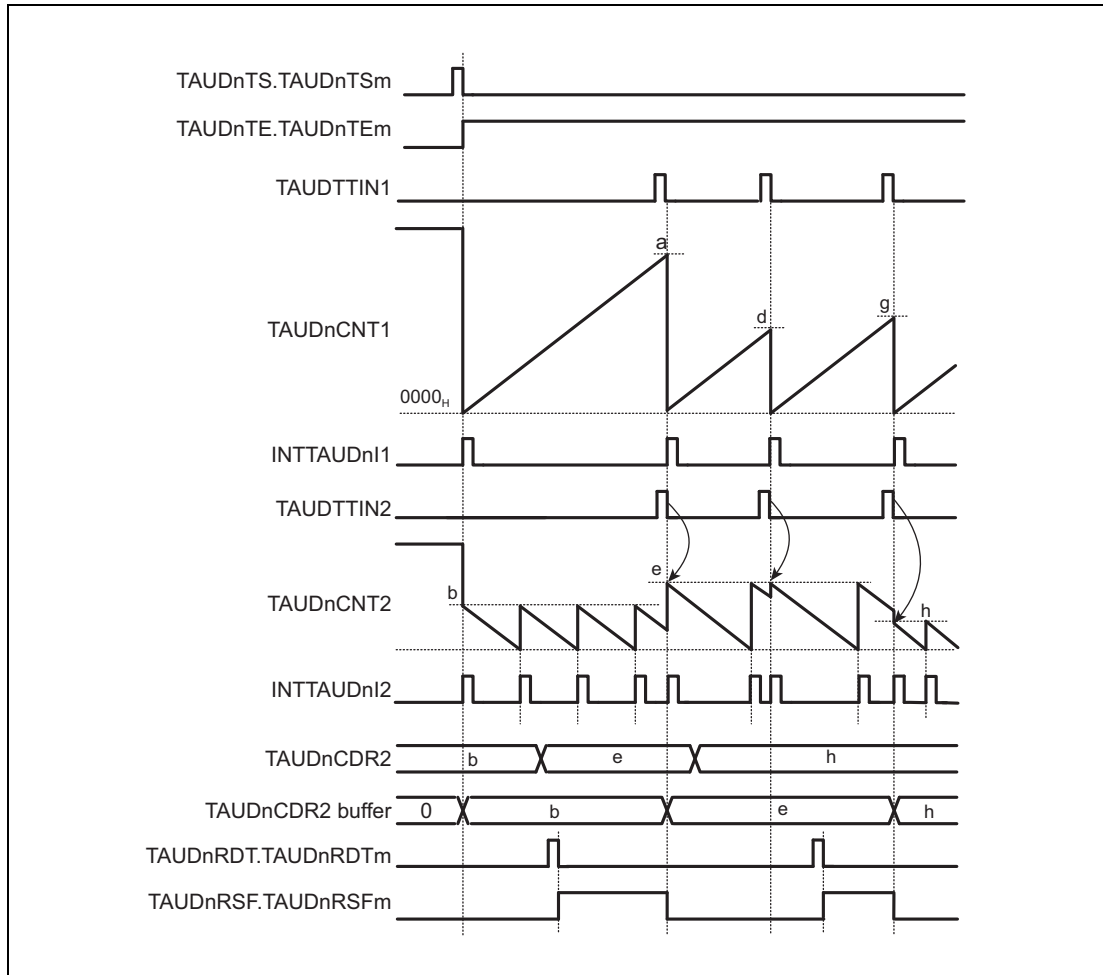 TAUDnTS.TAUDnTSm
TAUDnTE.TAUDnTEm
TAUDTTIN1
a
d
g
TAUDnCNT1
0000H
INTTAUDnI1
TAUDTTIN2
e
b
TAUDnCNT2
h
INTTAUDnI2
TAUDnCDR2
b
e
h
TAUDnCDR2 buffer
0
b
e
h
TAUDnRDT.TAUDnRDTm
TAUDnRSF.TAUDnRSFm